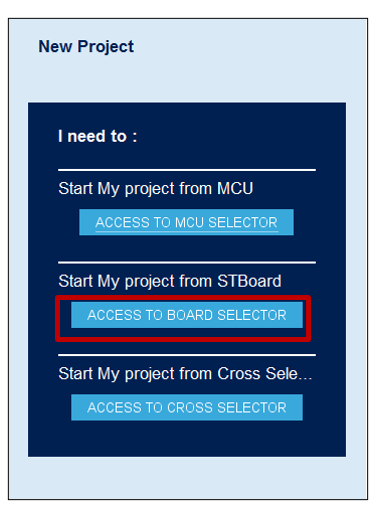 New Project
I need to :
Start My project from MCU
ACCESS TO MCU SELECTOR
Start My project from STBoard
ACCESS TO BOARD SELECTOR
Start My project from Cross Sele...
ACCESS TO CROSS SELECTOR